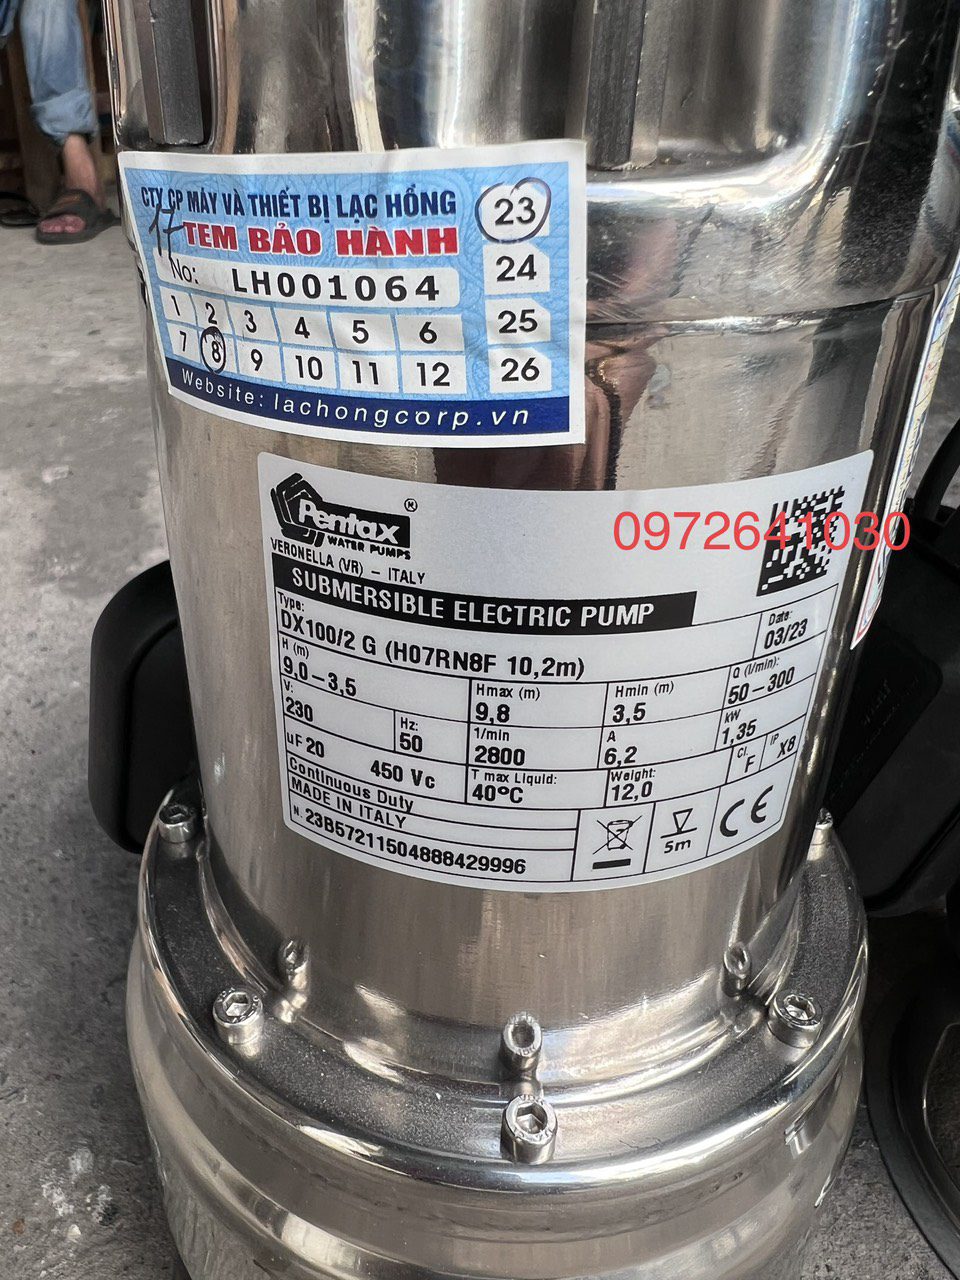 CTY CP MÁY VÀ THIẾT BỊ LẠC HỒNG
17
TEM BẢO HÀNH
No: LH001064
1 2 3 4 5 6
7 8 9 10 11 12
23
24
25
26
Website: lachongcorp.vn
Pentax ®
WATER PUMPS
VERONELLA (VR) – ITALY
0972641030
SUBMERSIBLE ELECTRIC PUMP
Type: DX100/2 G (H07RN8F 10,2m)
Date: 03/23
H (m) 9,0–3,5
Hmax (m) 9,8
Hmin (m) 3,5
Q (l/min): 50–300
V: 230
Hz: 50
1/min 2800
A 6,2
kW 1,35
uF 20 450 Vc
T max Liquid: 40°C
Weight: 12,0
Cl. F
IP X8
Continuous Duty
MADE IN ITALY
N. 23B57211504888429996
5m
CE